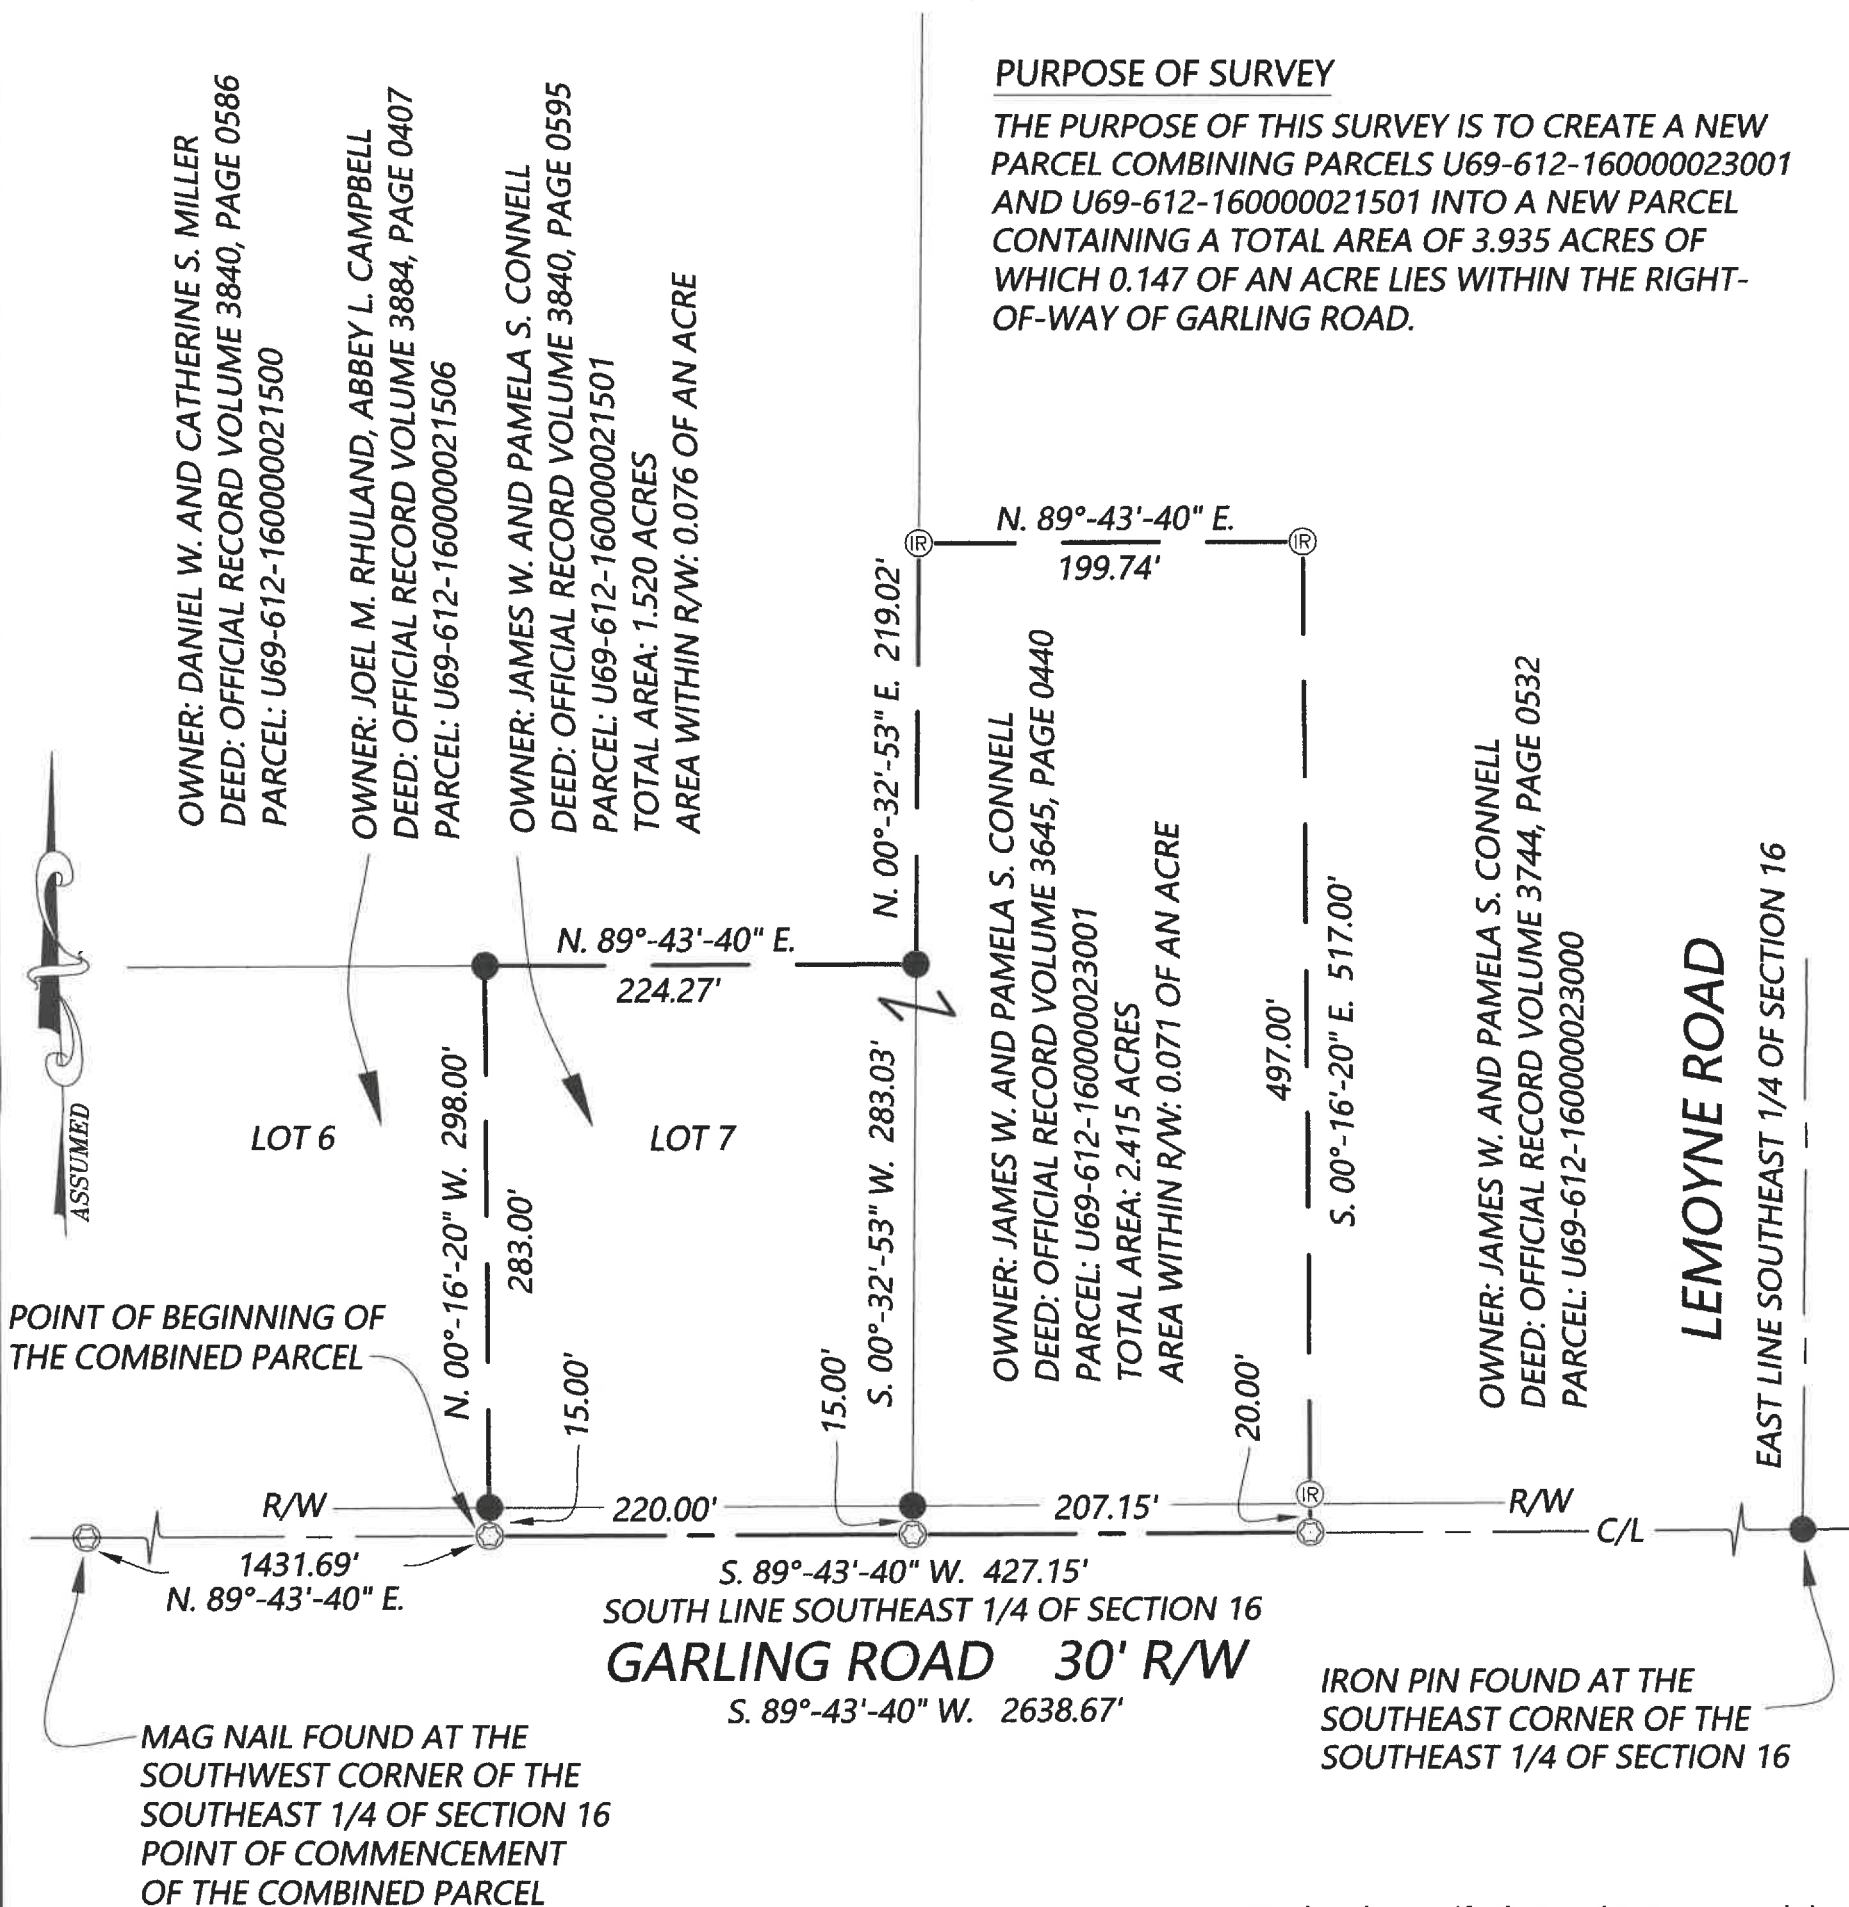 PURPOSE OF SURVEY
THE PURPOSE OF THIS SURVEY IS TO CREATE A NEW
PARCEL COMBINING PARCELS U69-612-160000023001
AND U69-612-160000021501 INTO A NEW PARCEL
CONTAINING A TOTAL AREA OF 3.935 ACRES OF
WHICH 0.147 OF AN ACRE LIES WITHIN THE RIGHT-
OF-WAY OF GARLING ROAD.
OWNER: DANIEL W. AND CATHERINE S. MILLER
DEED: OFFICIAL RECORD VOLUME 3840, PAGE 0586
PARCEL: U69-612-160000021500
OWNER: JOEL M. RHULAND, ABBEY L. CAMPBELL
DEED: OFFICIAL RECORD VOLUME 3884, PAGE 0407
PARCEL: U69-612-160000021506
OWNER: JAMES W. AND PAMELA S. CONNELL
DEED: OFFICIAL RECORD VOLUME 3840, PAGE 0595
PARCEL: U69-612-160000021501
TOTAL AREA: 1.520 ACRES
AREA WITHIN R/W: 0.076 OF AN ACRE
N. 89°-43'-40" E.
199.74'
N. 00°-32'-53" E. 219.02'
OWNER: JAMES W. AND PAMELA S. CONNELL
DEED: OFFICIAL RECORD VOLUME 3645, PAGE 0440
PARCEL: U69-612-160000023001
TOTAL AREA: 2.415 ACRES
AREA WITHIN R/W: 0.071 OF AN ACRE
497.00'
S. 00°-16'-20" E. 517.00'
OWNER: JAMES W. AND PAMELA S. CONNELL
DEED: OFFICIAL RECORD VOLUME 3744, PAGE 0532
PARCEL: U69-612-160000023000
LEMOYNE ROAD
EAST LINE SOUTHEAST 1/4 OF SECTION 16
IR
IR
N. 89°-43'-40" E.
224.27'
ASSUMED
LOT 6
LOT 7
N. 00°-16'-20" W. 298.00'
283.00'
S. 00°-32'-53" W. 283.03'
POINT OF BEGINNING OF
THE COMBINED PARCEL
15.00'
15.00'
20.00'
IR
R/W
220.00'
207.15'
R/W
C/L
1431.69'
N. 89°-43'-40" E.
S. 89°-43'-40" W. 427.15'
SOUTH LINE SOUTHEAST 1/4 OF SECTION 16
GARLING ROAD 30' R/W
S. 89°-43'-40" W. 2638.67'
IRON PIN FOUND AT THE
SOUTHEAST CORNER OF THE
SOUTHEAST 1/4 OF SECTION 16
MAG NAIL FOUND AT THE
SOUTHWEST CORNER OF THE
SOUTHEAST 1/4 OF SECTION 16
POINT OF COMMENCEMENT
OF THE COMBINED PARCEL